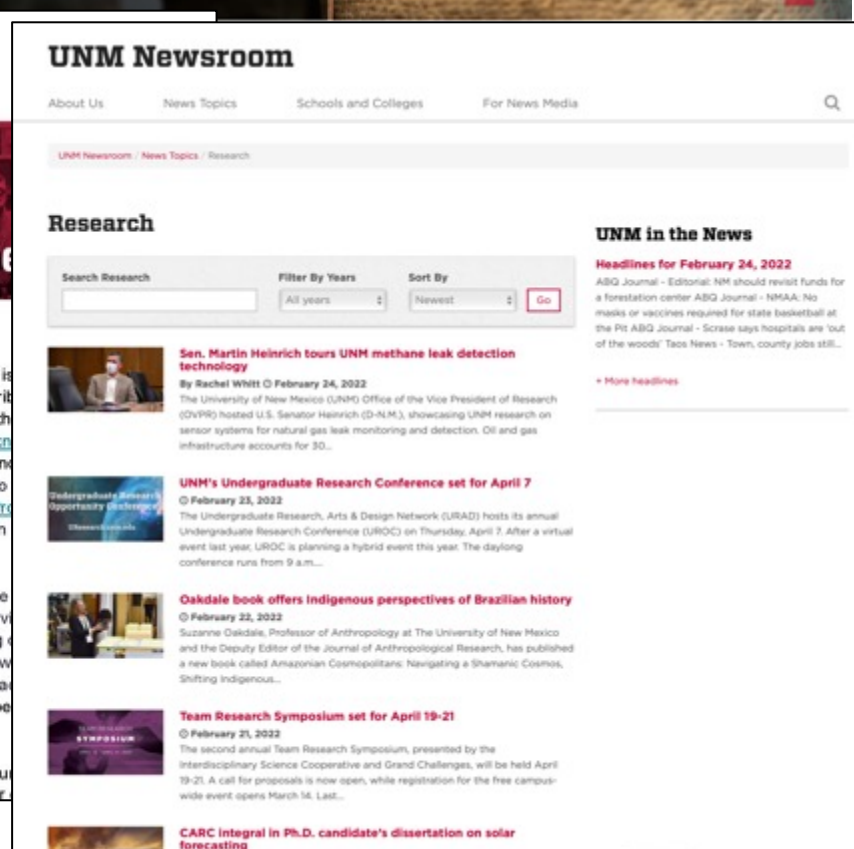 UNM Newsroom
About Us News Topics Schools and Colleges For News Media
UNM Newsroom / News Topics / Research
Research
Search Research Filter By Years Sort By
All years Newest Go
Sen. Martin Heinrich tours UNM methane leak detection
technology
By Rachel Whitt February 24, 2022
The University of New Mexico (UNM) Office of the Vice President of Research
(OVPR) hosted U.S. Senator Heinrich (D-N.M.), showcasing UNM research on
sensor systems for natural gas leak monitoring and detection. Oil and gas
infrastructure accounts for 30...
Undergraduate Research
Opportunity Conference
UNM's Undergraduate Research Conference set for April 7
February 23, 2022
The Undergraduate Research, Arts & Design Network (URAD) hosts its annual
Undergraduate Research Conference (UROC) on Thursday, April 7. After a virtual
event last year, UROC is planning a hybrid event this year. The daylong
conference runs from 9 a.m....
Oakdale book offers Indigenous perspectives of Brazilian history
February 22, 2022
Suzanne Oakdale, Professor of Anthropology at The University of New Mexico
and the Deputy Editor of the Journal of Anthropological Research, has published
a new book called Amazonian Cosmopolitans: Navigating a Shamanic Cosmos,
Shifting Indigenous...
SYMPOSIUM
Team Research Symposium set for April 19-21
February 21, 2022
The second annual Team Research Symposium, presented by the
Interdisciplinary Science Cooperative and Grand Challenges, will be held April
19-21. A call for proposals is now open, while registration for the free campus-
wide event opens March 14. Last...
CARC integral in Ph.D. candidate's dissertation on solar
forecasting
UNM in the News
Headlines for February 24, 2022
ABQ Journal - Editorial: NM should revisit funds for
a forestation center ABQ Journal - NMAA: No
masks or vaccines required for state basketball at
the Pit ABQ Journal - Scrase says hospitals are 'out
of the woods' Taos News - Town, county jobs still...
+ More headlines